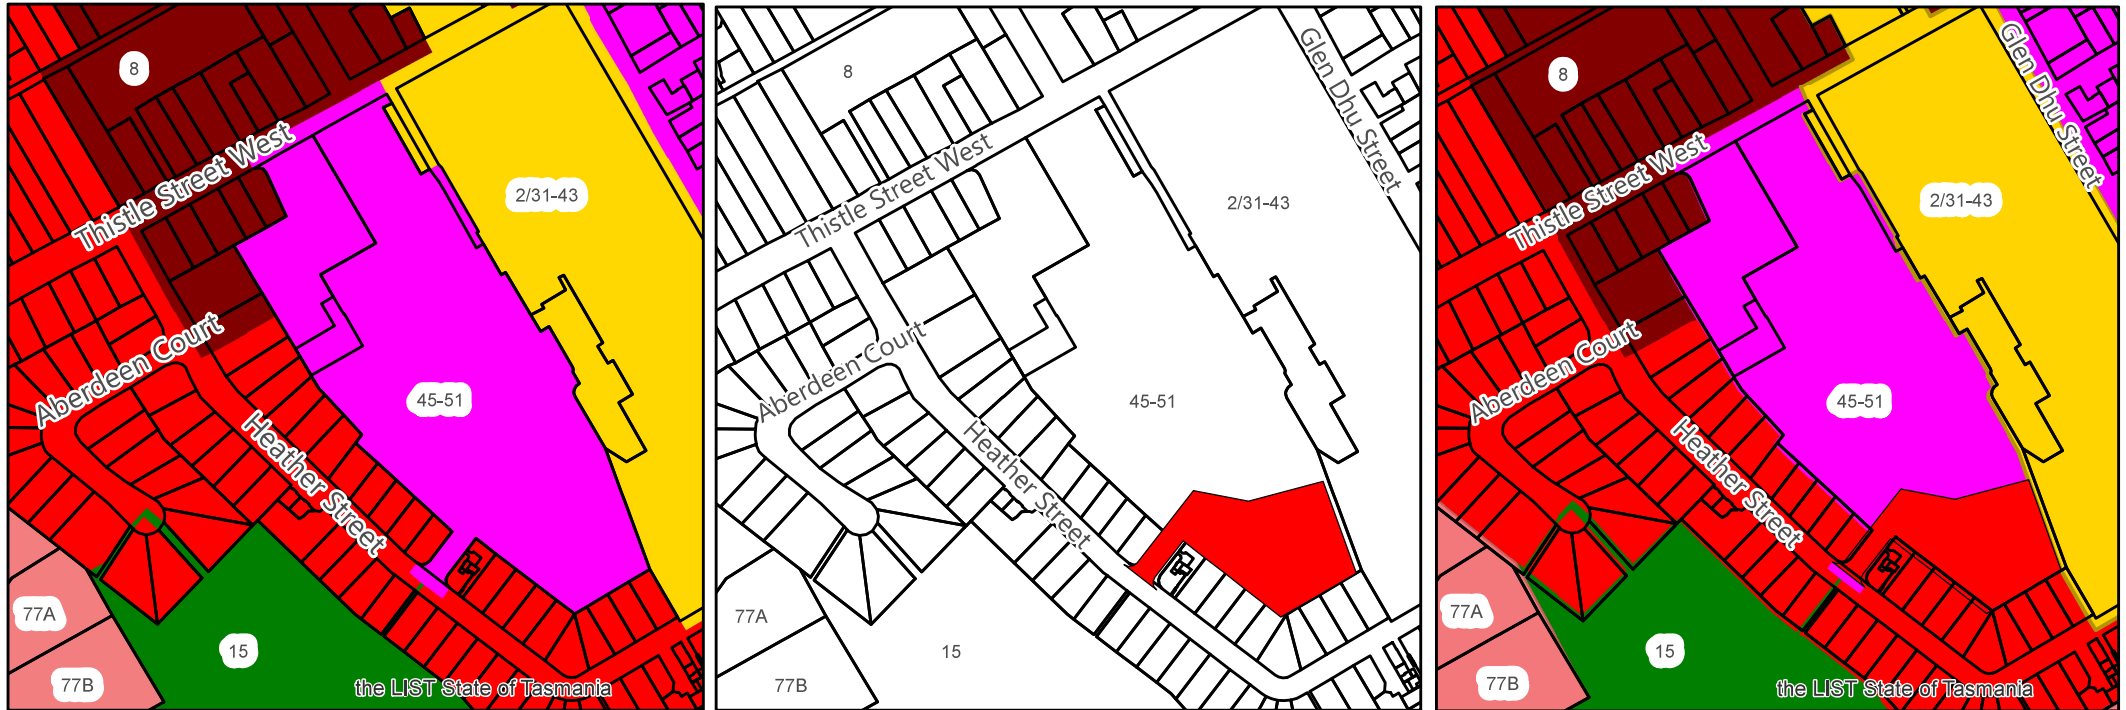 8
Thistle Street West
2/31-43
Aberdeen Court
45-51
Heather Street
77A
15
77B
the LIST State of Tasmania
Glen Dhu Street
8
Thistle Street West
2/31-43
Aberdeen Court
45-51
Heather Street
77A
15
77B
Glen Dhu Street
8
Thistle Street West
2/31-43
Aberdeen Court
45-51
Heather Street
77A
15
77B
the LIST State of Tasmania